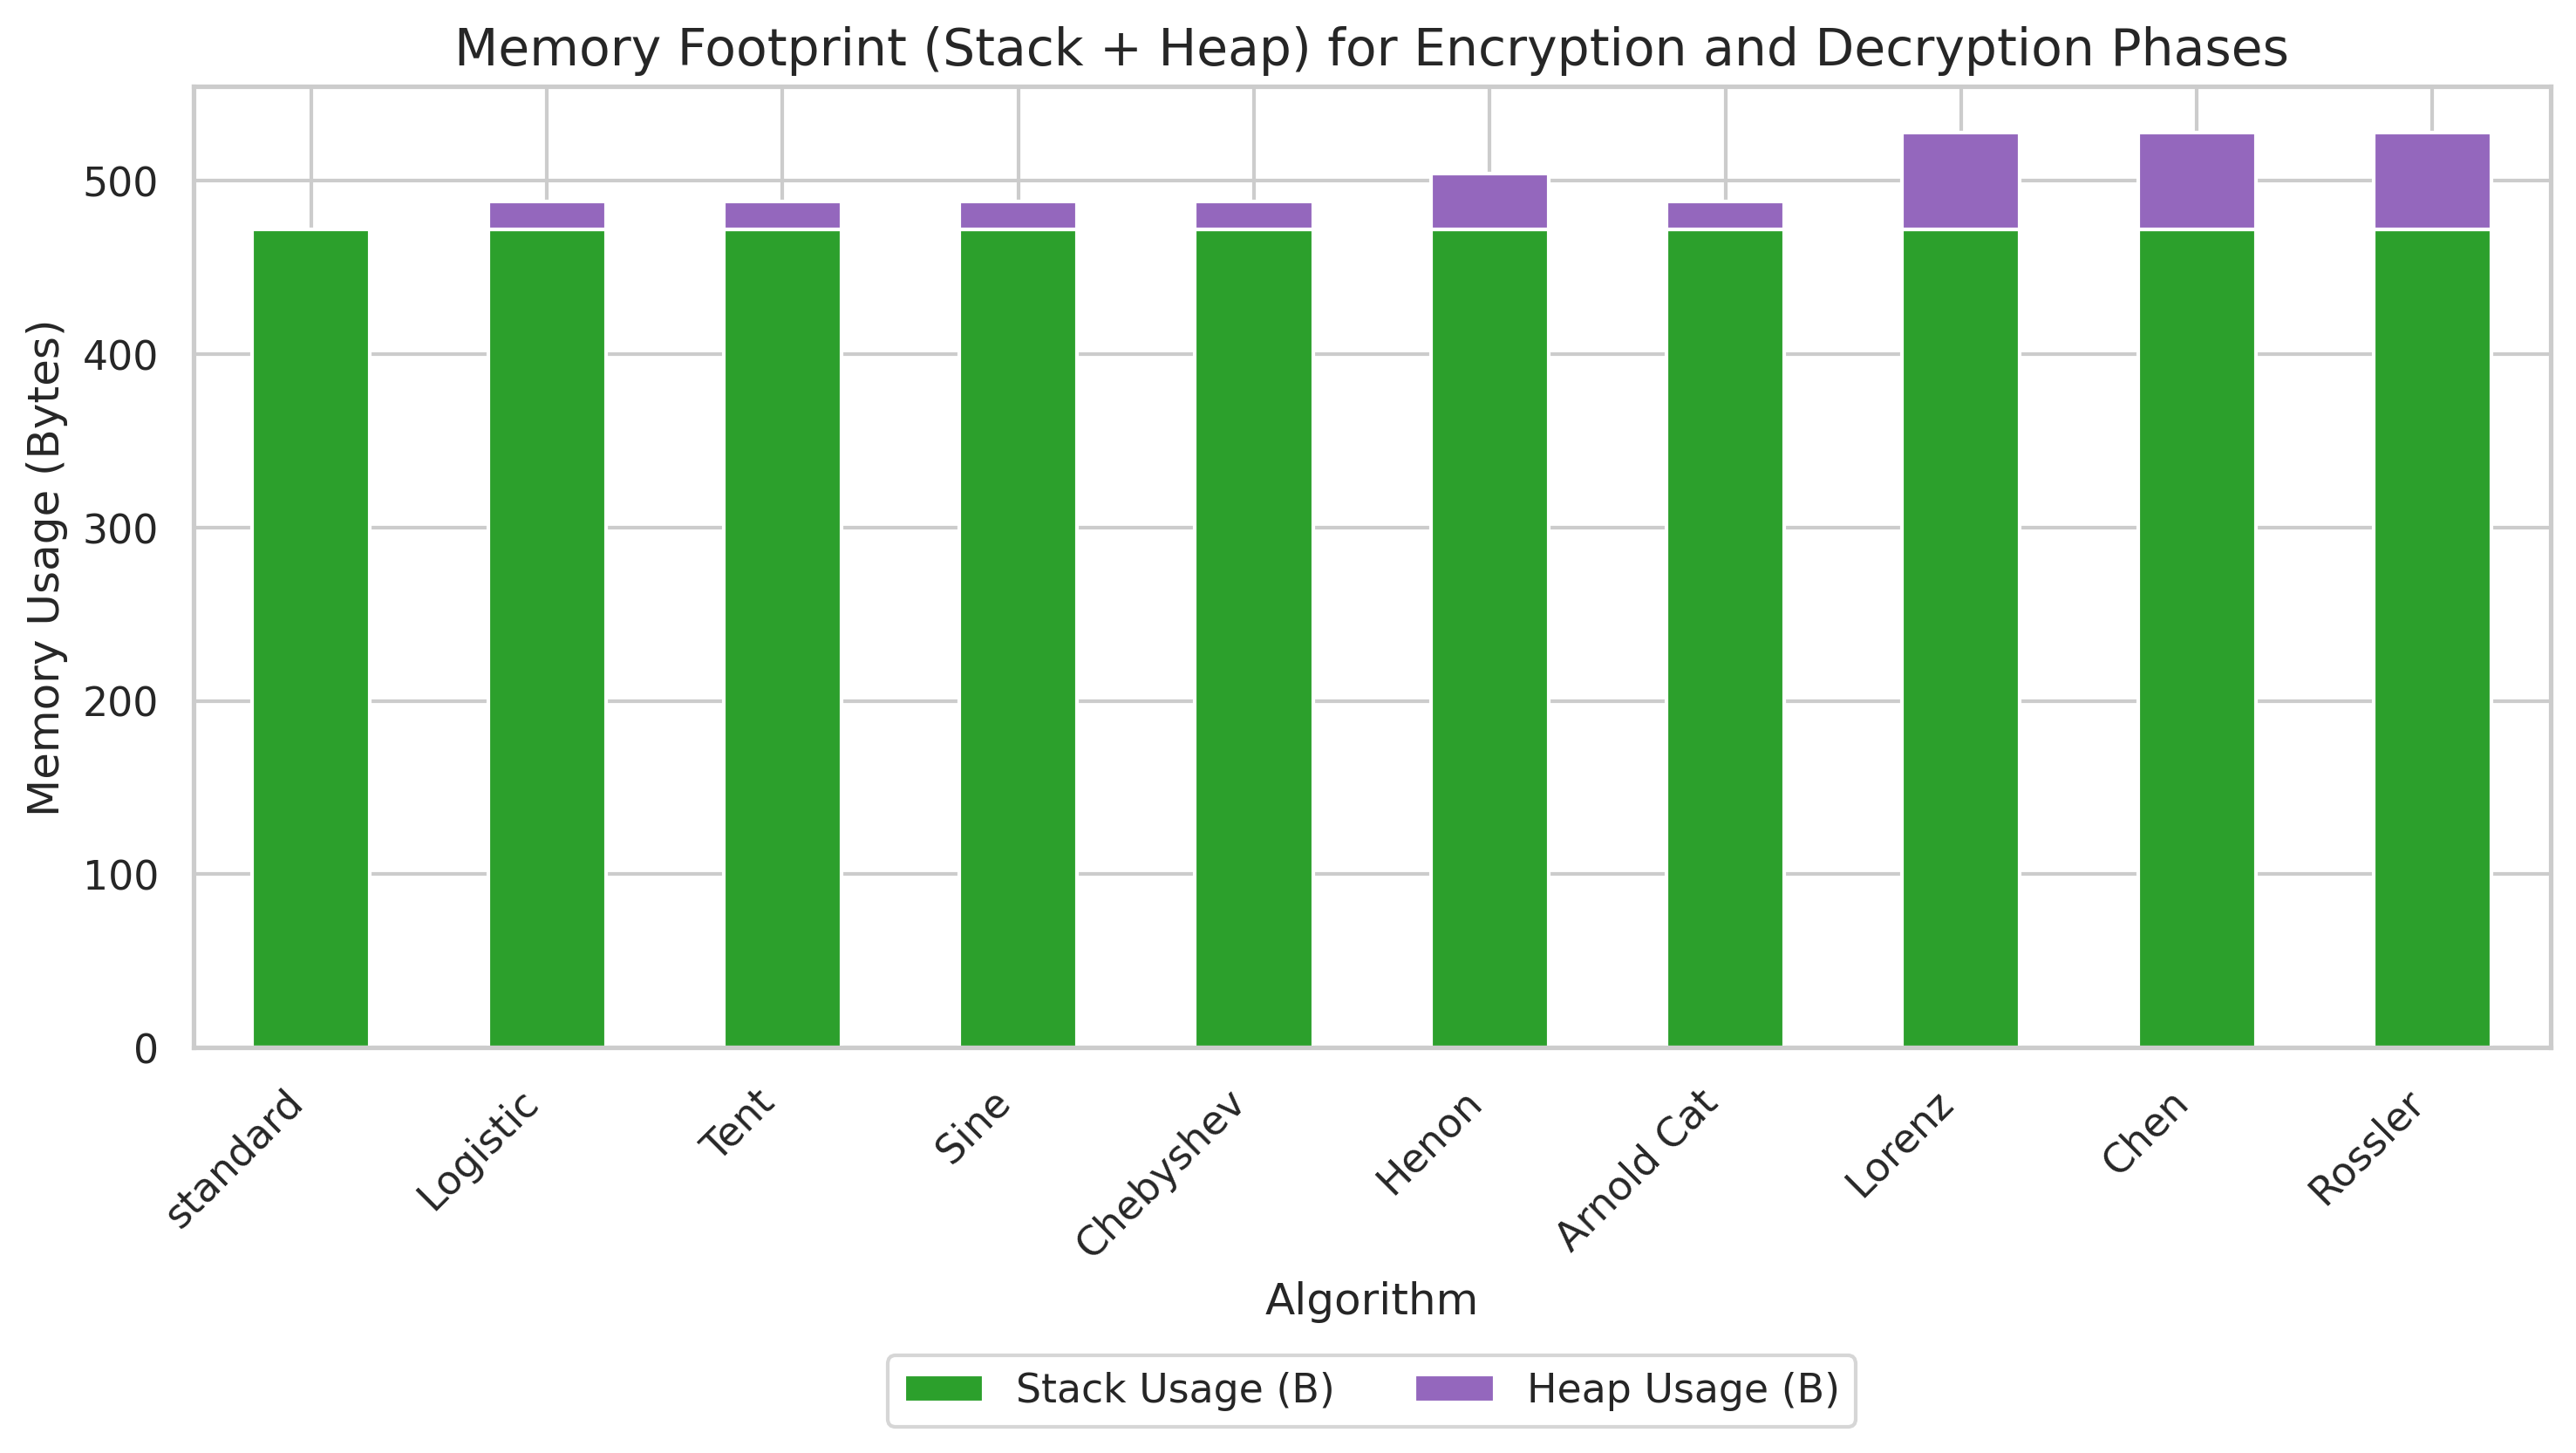 Memory Footprint (Stack + Heap) for Encryption and Decryption Phases
Memory Usage (Bytes)
500
400
300
200
100
0
standard
Logistic
Tent
Sine
Chebyshev
Henon
Arnold Cat
Lorenz
Chen
Rossler
Algorithm
Stack Usage (B)
Heap Usage (B)